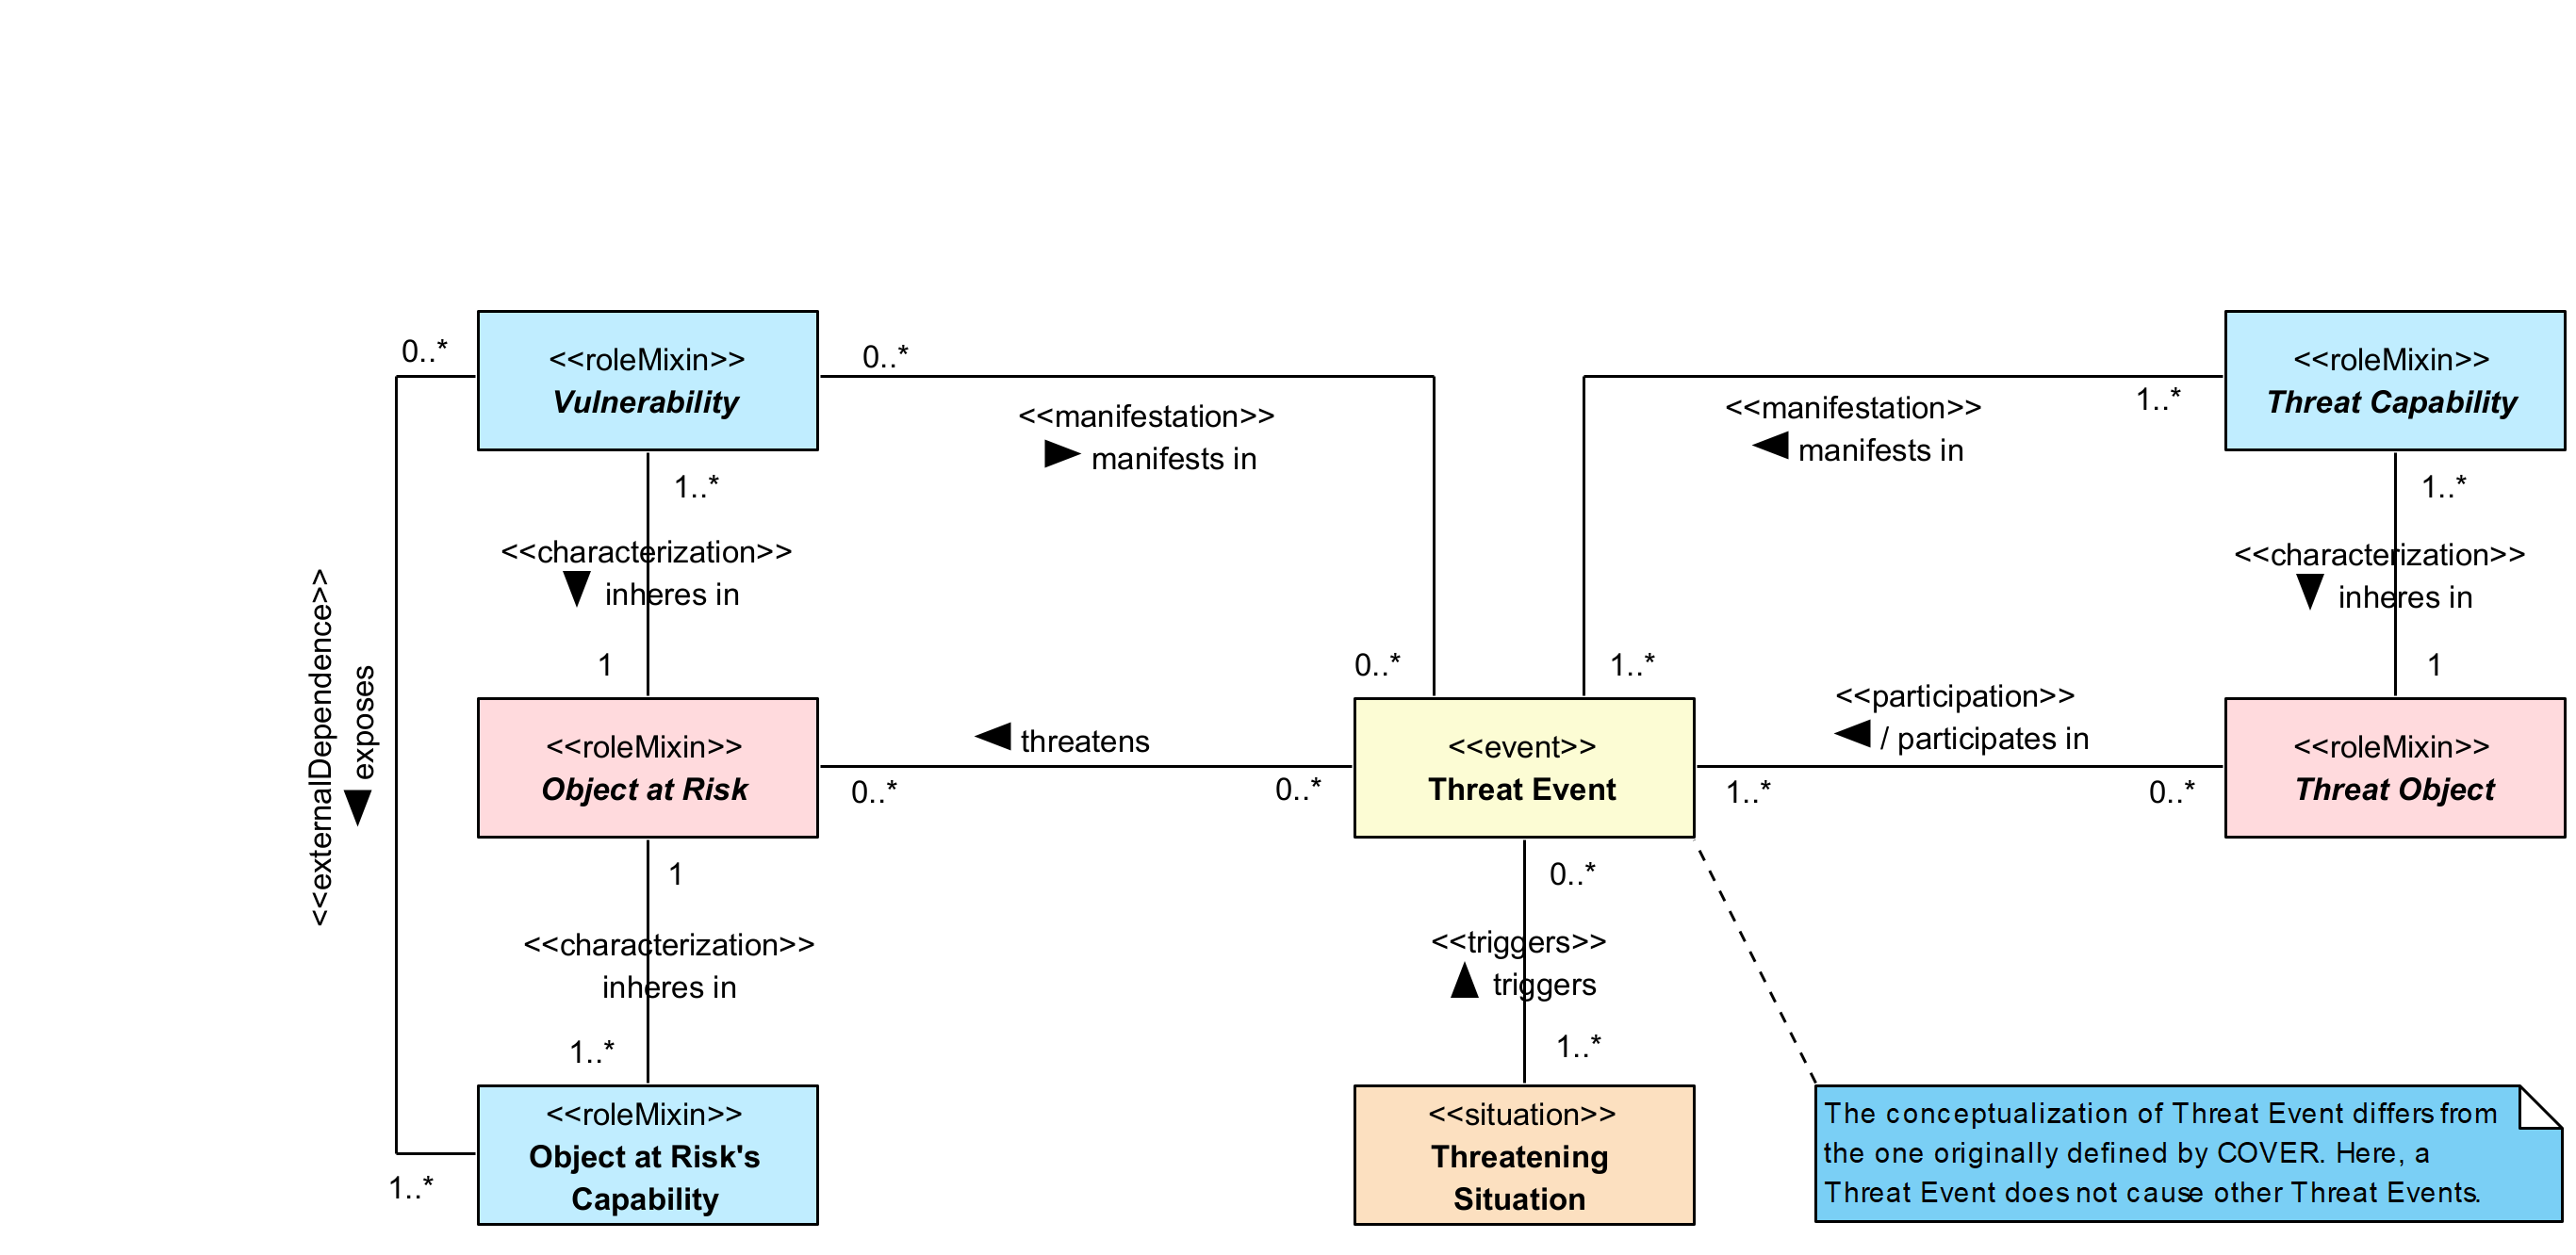 0..*
<<roleMixin>>
Vulnerability
0..*
<<manifestation>>
manifests in
<<manifestation>>
manifests in
1..*
<<roleMixin>>
Threat Capability
1..*
<<characterization>>
inheres in
1
0..*
1..*
1..*
<<characterization>>
inheres in
1
<<externalDependence>>
exposes
<<roleMixin>>
Object at Risk
0..*
threatens
0..*
<<event>>
Threat Event
1..*
<<participation>>
/ participates in
0..*
<<roleMixin>>
Threat Object
1
<<characterization>>
inheres in
1..*
0..*
<<triggers>>
triggers
1..*
1..*
<<roleMixin>>
Object at Risk's
Capability
<<situation>>
Threatening
Situation
The conceptualization of Threat Event differs from
the one originally defined by COVER. Here, a
Threat Event does not cause other Threat Events.